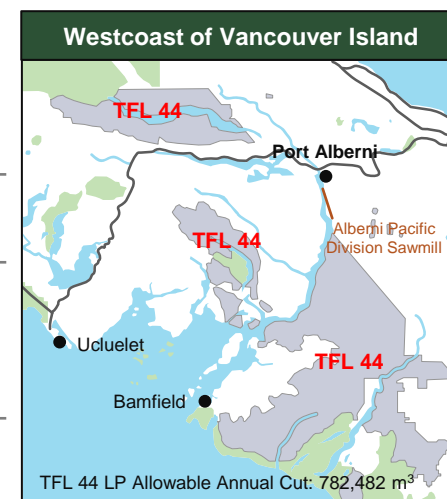 Westcoast of Vancouver Island
TFL 44
Port Alberni
Alberni Pacific
Division Sawmill
TFL 44
Ucluelet
TFL 44
Bamfield
TFL 44 LP Allowable Annual Cut: 782,482 m³